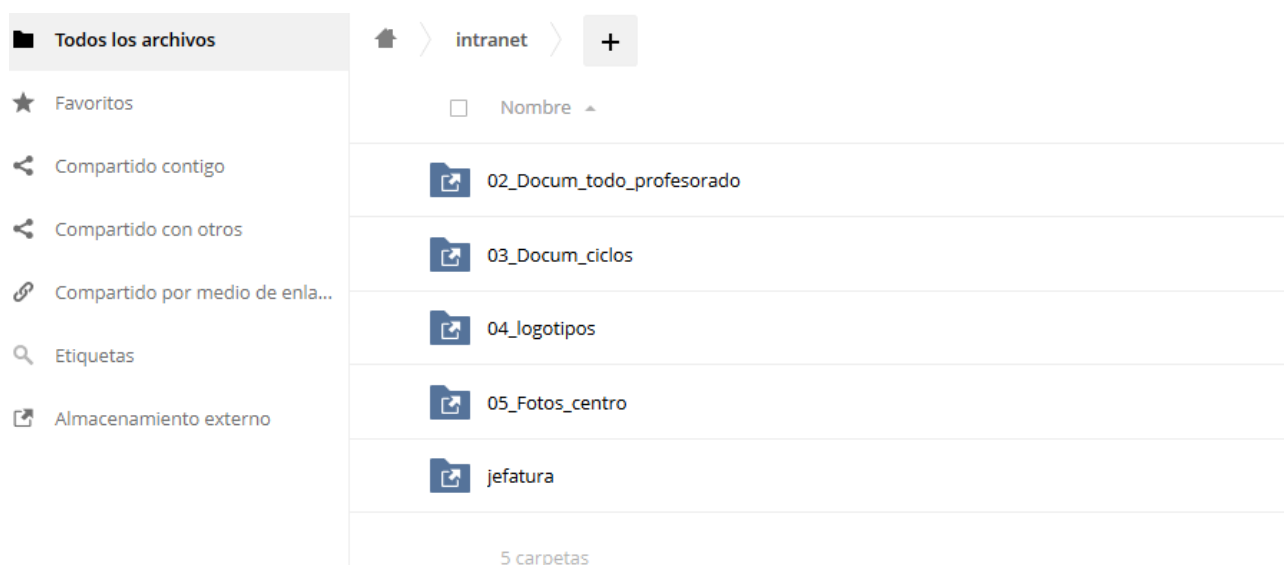 Todos los archivos
Favoritos
Compartido contigo
Compartido con otros
Compartido por medio de enla...
Etiquetas
Almacenamiento externo
intranet
+
Nombre
02_Docum_todo_profesorado
03_Docum_ciclos
04_logotipos
05_Fotos_centro
jefatura
5 carpetas